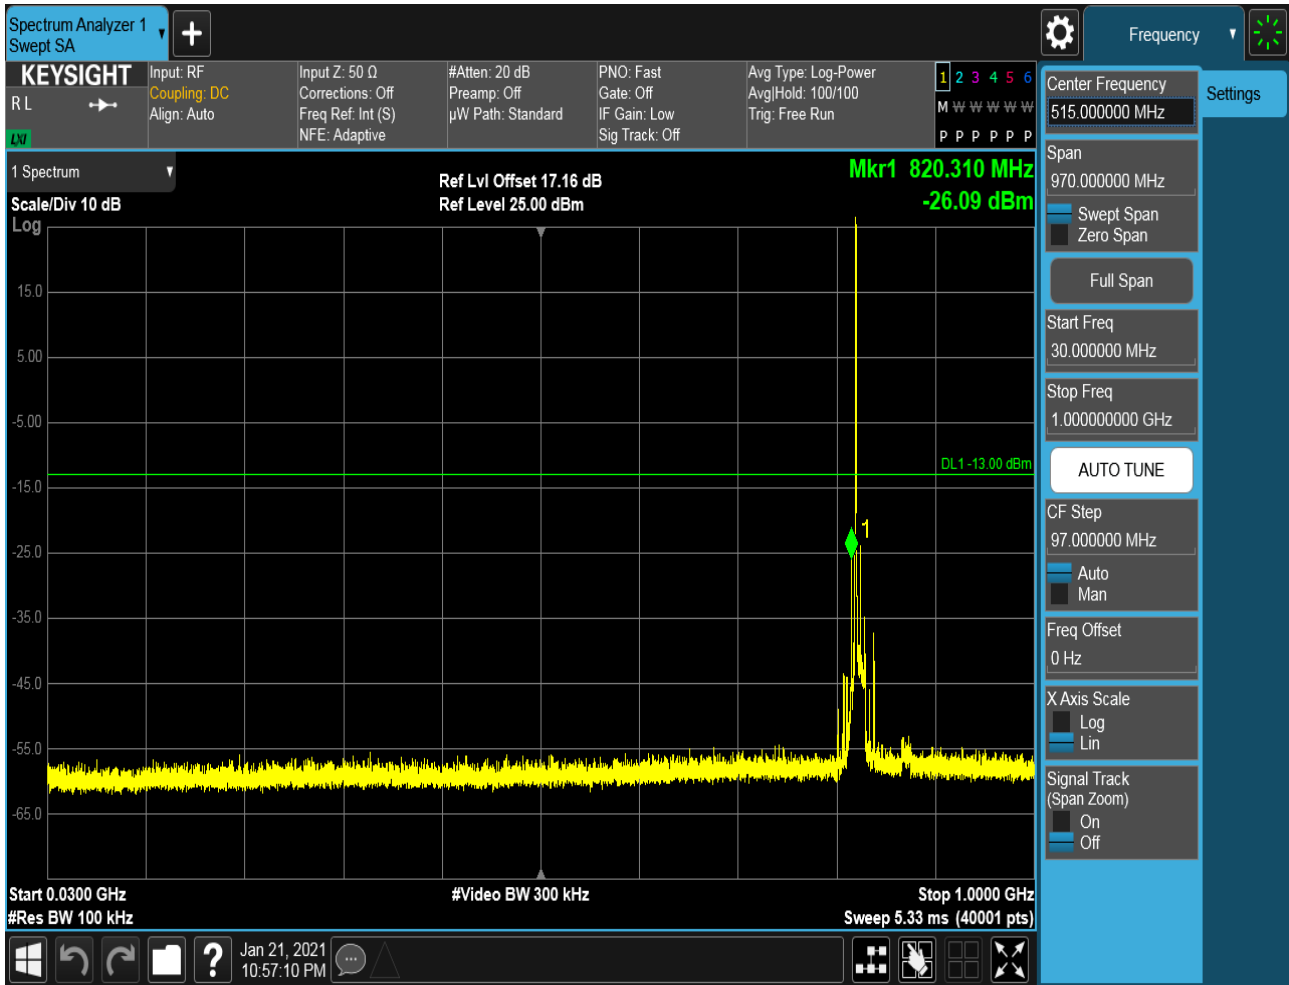 Spectrum Analyzer 1
Swept SA
Frequency
KEYSIGHT
R L
LXI
Input: RF
Coupling: DC
Align: Auto
Input Z: 50 Ω
Corrections: Off
Freq Ref: Int (S)
NFE: Adaptive
#Atten: 20 dB
Preamp: Off
µW Path: Standard
PNO: Fast
Gate: Off
IF Gain: Low
Sig Track: Off
Avg Type: Log-Power
Avg|Hold: 100/100
Trig: Free Run
1 2 3 4 5 6
M W W W W W
P P P P P P
1 Spectrum
Scale/Div 10 dB
Log
Ref Lvl Offset 17.16 dB
Ref Level 25.00 dBm
Mkr1 820.310 MHz
-26.09 dBm
15.0
5.00
-5.00
-15.0
-25.0
-35.0
-45.0
-55.0
-65.0
DL1 -13.00 dBm
1
Start 0.0300 GHz
#Res BW 100 kHz
#Video BW 300 kHz
Stop 1.0000 GHz
Sweep 5.33 ms (40001 pts)
Center Frequency
515.000000 MHz
Span
970.000000 MHz
Swept Span
Zero Span
Full Span
Start Freq
30.000000 MHz
Stop Freq
1.000000000 GHz
AUTO TUNE
CF Step
97.000000 MHz
Auto
Man
Freq Offset
0 Hz
X Axis Scale
Log
Lin
Signal Track
(Span Zoom)
On
Off
Settings
?
Jan 21, 2021
10:57:10 PM